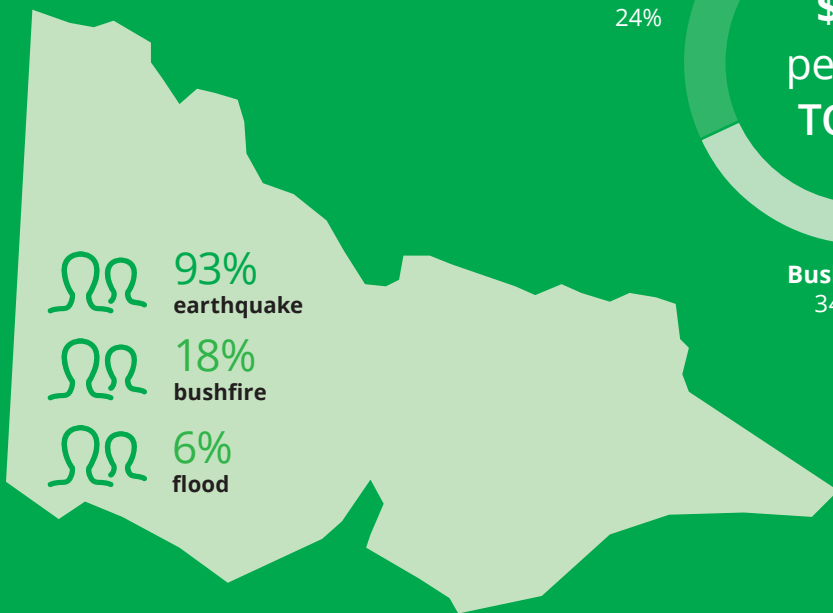 24%
$
pe
TO
93%
earthquake
18%
bushfire
6%
flood
Bus
34